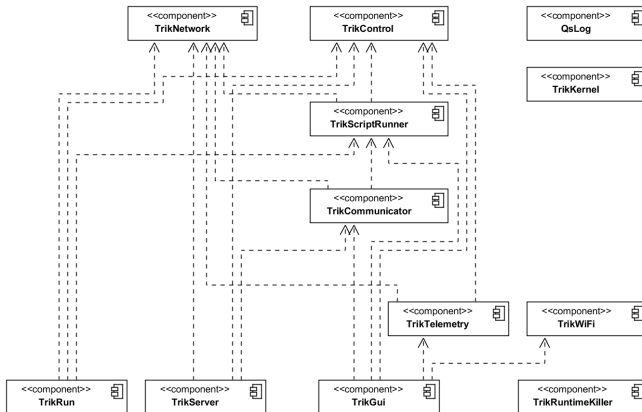 <<component>>
TrikNetwork
<<component>>
TrikControl
<<component>>
QsLog
<<component>>
TrikKernel
<<component>>
TrikScriptRunner
<<component>>
TrikCommunicator
<<component>>
TrikTelemetry
<<component>>
TrikWiFi
<<component>>
TrikRun
<<component>>
TrikServer
<<component>>
TrikGui
<<component>>
TrikRuntimeKiller